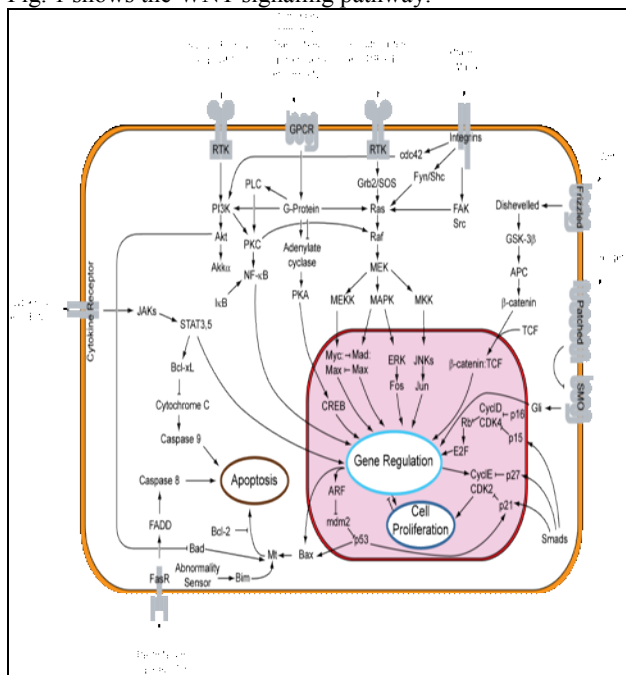 Fig. 1 shows the WNT signaling pathway.
RTK
GPCR
RTK
Integrins
cdc42
PLC
Grb2/SOS
Fyn/Shc
PI3K
G-Protein
Ras
FAK
Src
Dishevelled
Frizzled
Akt
PKC
Adenylate
cyclase
Raf
GSK-3β
Akkα
NF-κB
MEK
APC
IκB
PKA
MEKK
MAPK
MKK
β-catenin
Cytokine Receptor
JAKs
STAT3,5
TCF
Patched
Myc:
Mad:
Max
Max
ERK
JNKs
β-catenin:TCF
Bcl-xL
Fos
Jun
CREB
Gli
SMO
Cytochrome C
CyclD
p16
Rb
CDK4
p15
Caspase 9
E2F
Gene Regulation
Caspase 8
Apoptosis
CyclE
p27
ARF
CDK2
p21
FADD
Bcl-2
mdm2
Cell
Proliferation
Bad
Mt
Bax
p53
Smads
FasR
Abnormality
Sensor
Bim